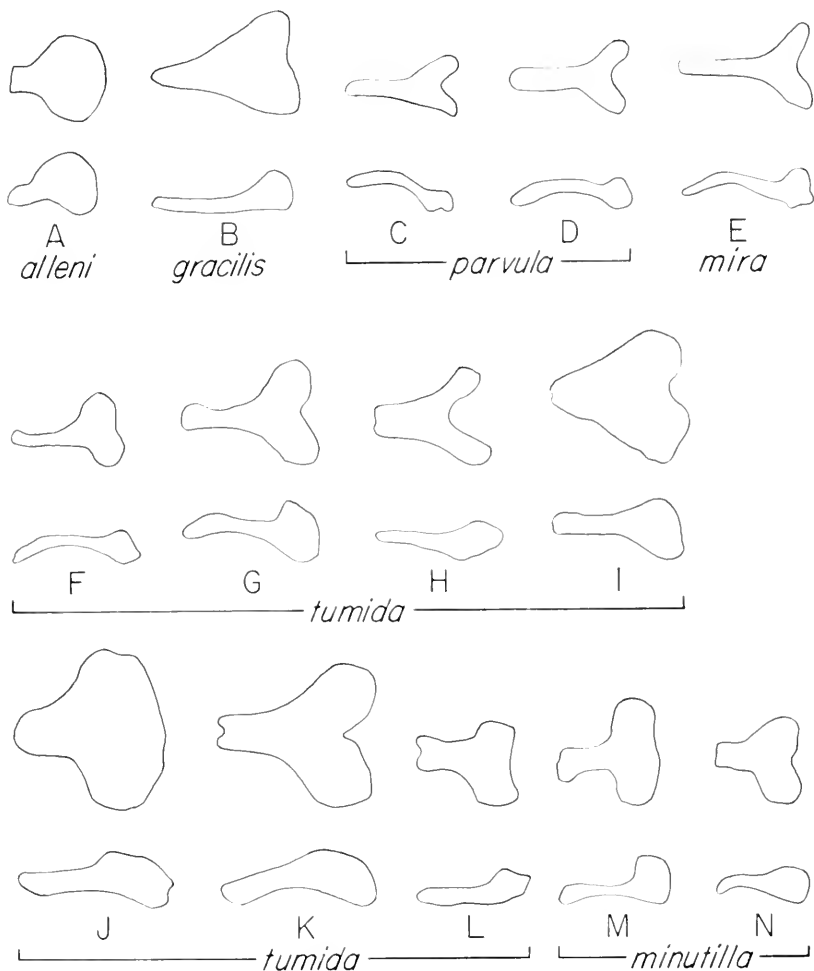 A B C D E
alleni gracilis parvula mira
F G H I
tumida
J K L M N
tumida minutilla